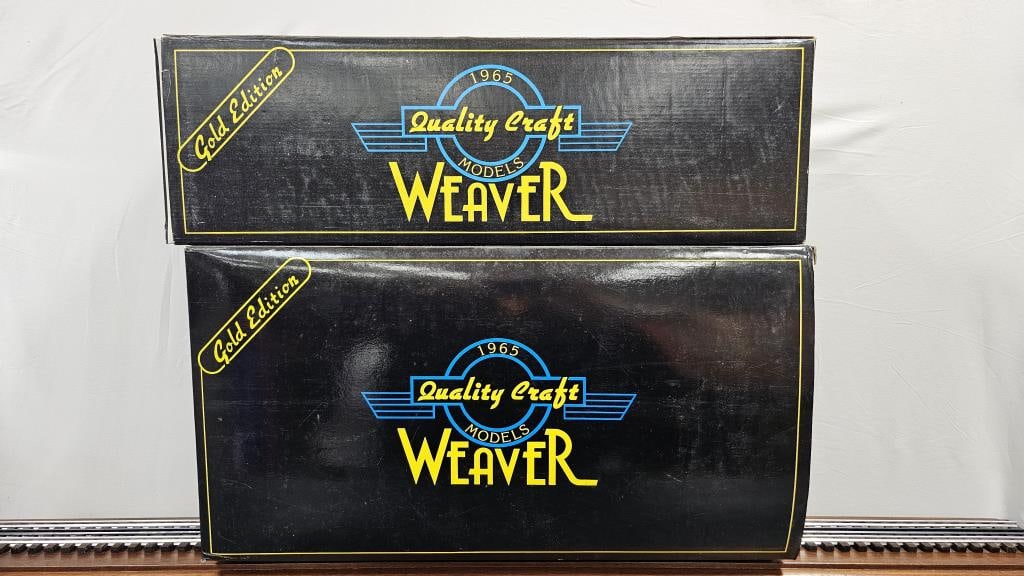 Gold Edition
1965
Quality Craft
MODELS
WEAVER
Gold Edition
1965
Quality Craft
MODELS
WEAVER